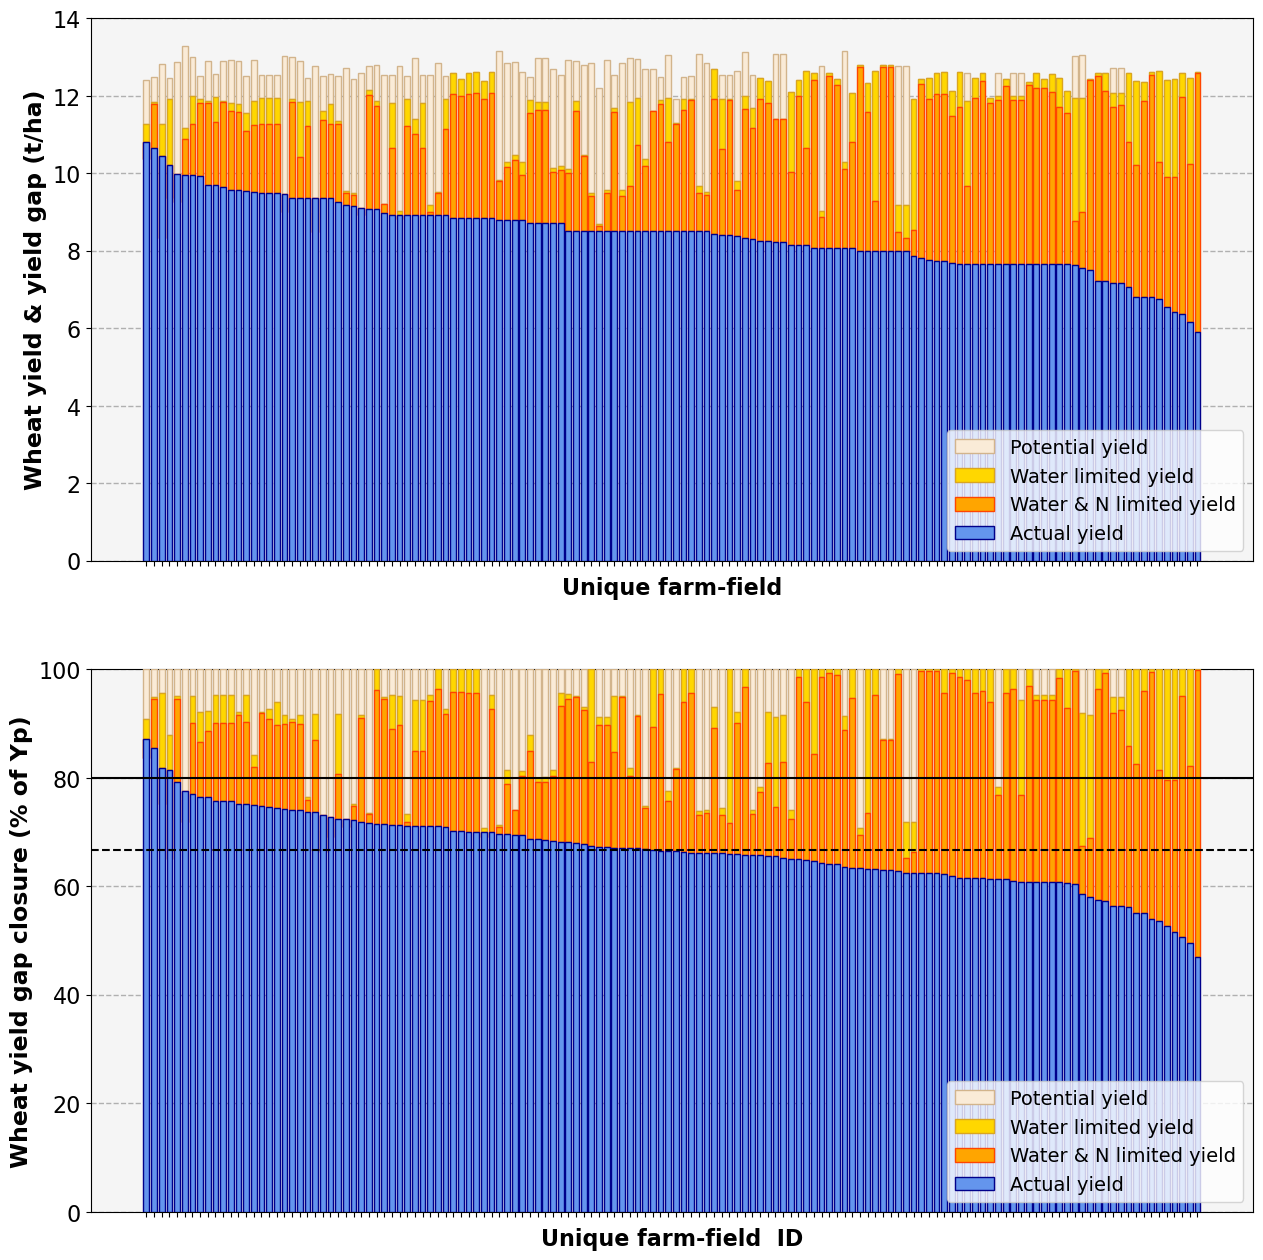 Wheat yield & yield gap (t/ha)
14
12
10
8
6
4
2
0
Potential yield
Water limited yield
Water & N limited yield
Actual yield
Unique farm-field
Wheat yield gap closure (% of Yp)
100
80
60
40
20
0
Potential yield
Water limited yield
Water & N limited yield
Actual yield
Unique farm-field  ID